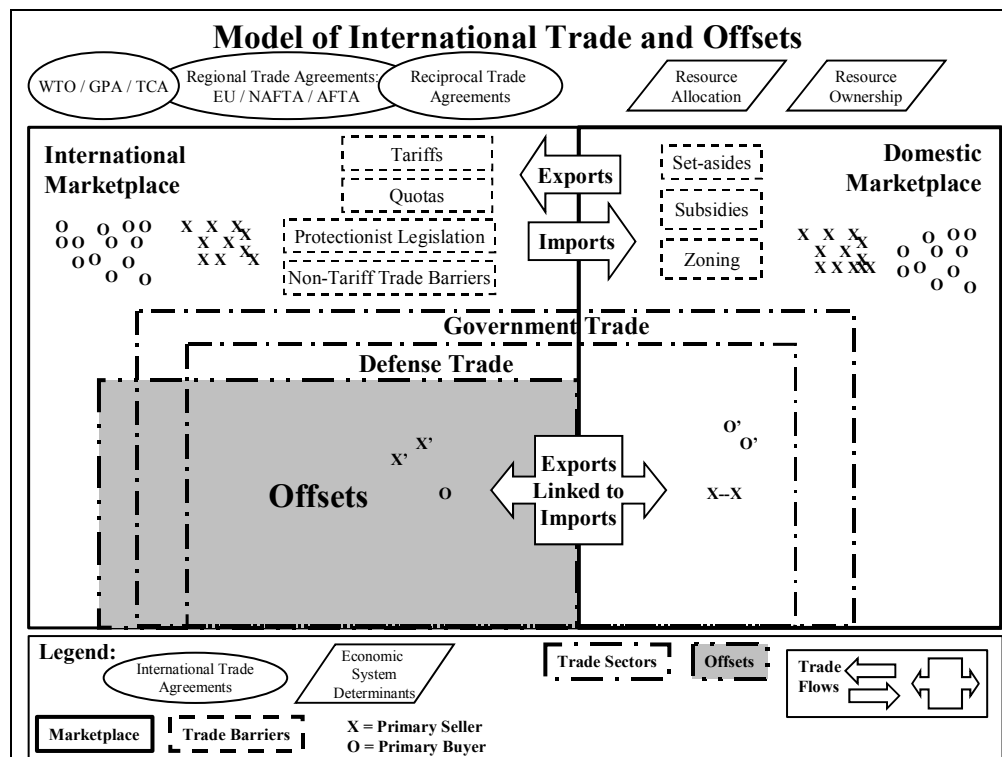 Model of International Trade and Offsets
WTO / GPA / TCA
Regional Trade Agreements:
EU / NAFTA / AFTA
Reciprocal Trade
Agreements
Resource
Allocation
Resource
Ownership
International
Marketplace
O O O O
O O O O
O O O
O O
X X X X X
X X X X
X X X
Tariffs
Quotas
Protectionist Legislation
Non-Tariff Trade Barriers
Exports
Imports
Set-asides
Subsidies
Zoning
Domestic
Marketplace
X X X X X
X X X X
X X X X X
O O O O
O O O O
O O O
O O
Government Trade
Defense Trade
X’
X’
O
Offsets
Exports
Linked to
Imports
O’
O’
X--X
Legend:
International Trade
Agreements
Economic
System
Determinants
Trade Sectors
Offsets
Trade
Flows
Marketplace
Trade Barriers
X = Primary Seller
O = Primary Buyer